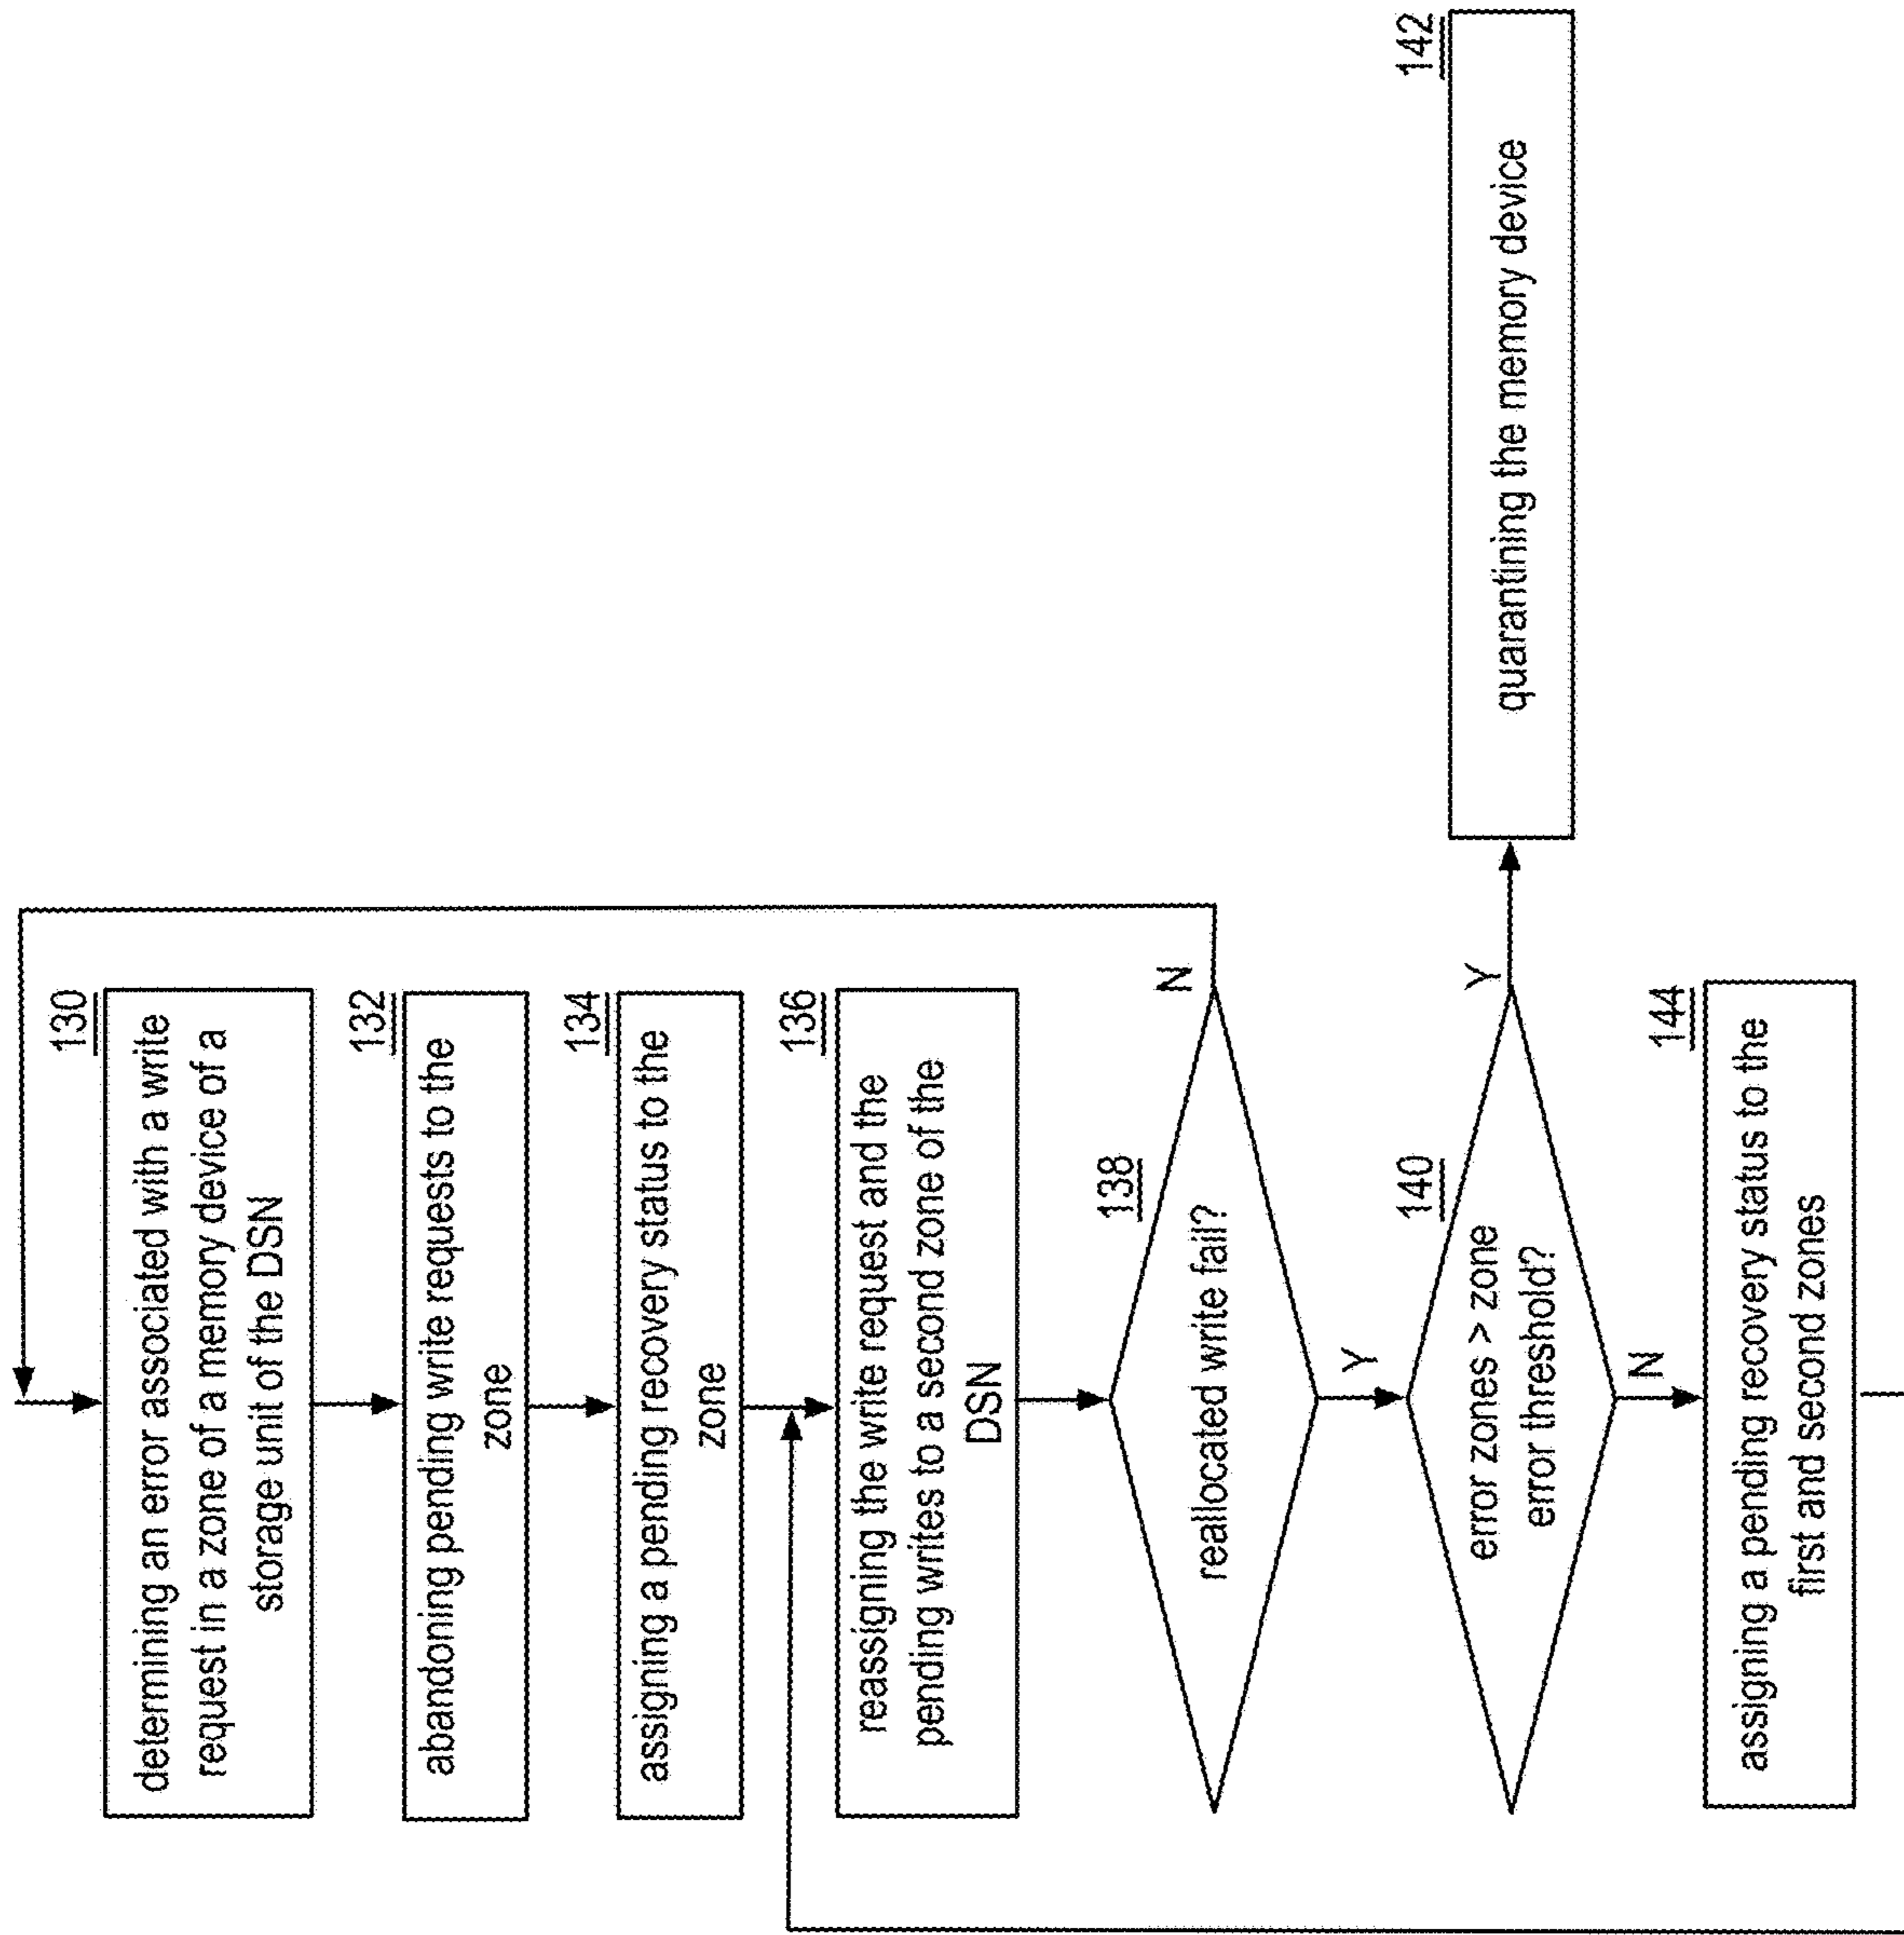 130
determining an error associated with a write
request in a zone of a memory device of a
storage unit of the DSN
132
abandoning pending write requests to the
zone
134
assigning a pending recovery status to the
zone
136
reassigning the write request and the
pending writes to a second zone of the
DSN
138
reallocated write fail?
N
Y
140
error zones > zone
error threshold?
Y
N
142
quarantining the memory device
144
assigning a pending recovery status to the
first and second zones